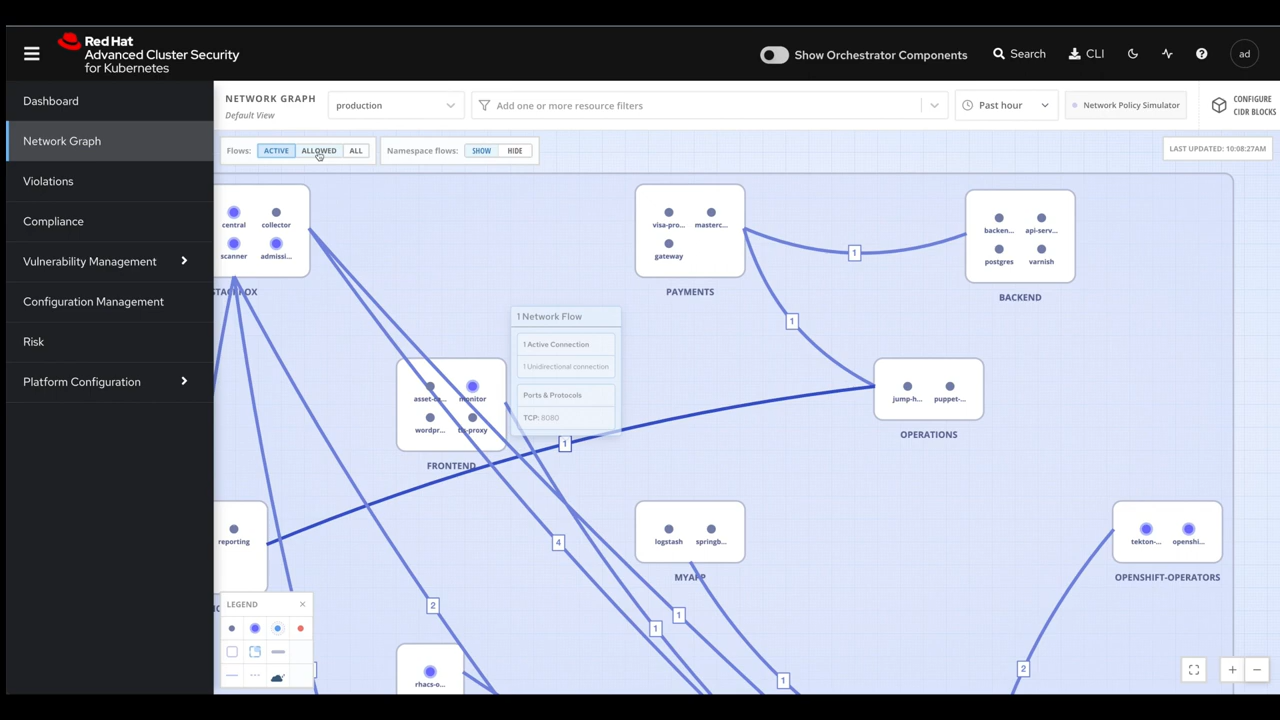 Red Hat
Advanced Cluster Security
for Kubernetes
Show Orchestrator Components
Search
CLI
ad
Dashboard
Network Graph
Violations
Compliance
Vulnerability Management
Configuration Management
Risk
Platform Configuration
NETWORK GRAPH
Default View
production
Add one or more resource filters
Past hour
Network Policy Simulator
CONFIGURE
CIDR BLOCKS
Flows:
ACTIVE
ALLOWED
ALL
Namespace flows:
SHOW
HIDE
LAST UPDATED: 10:08:27AM
central
collector
scanner
admissi...
visa-pro...
masterc...
gateway
PAYMENTS
backen...
api-serv...
postgres
varnish
BACKEND
1
1
1 Network Flow
1 Active Connection
1 Unidirectional connection
Ports & Protocols
TCP: 8080
monitor
wordpr...
FRONTEND
1
jump-h...
puppet-...
OPERATIONS
reporting
4
logstash
springb...
MYAPP
tekton-...
openshi...
OPENSHIFT-OPERATORS
LEGEND
2
1
1
2
1
rhacs-o...